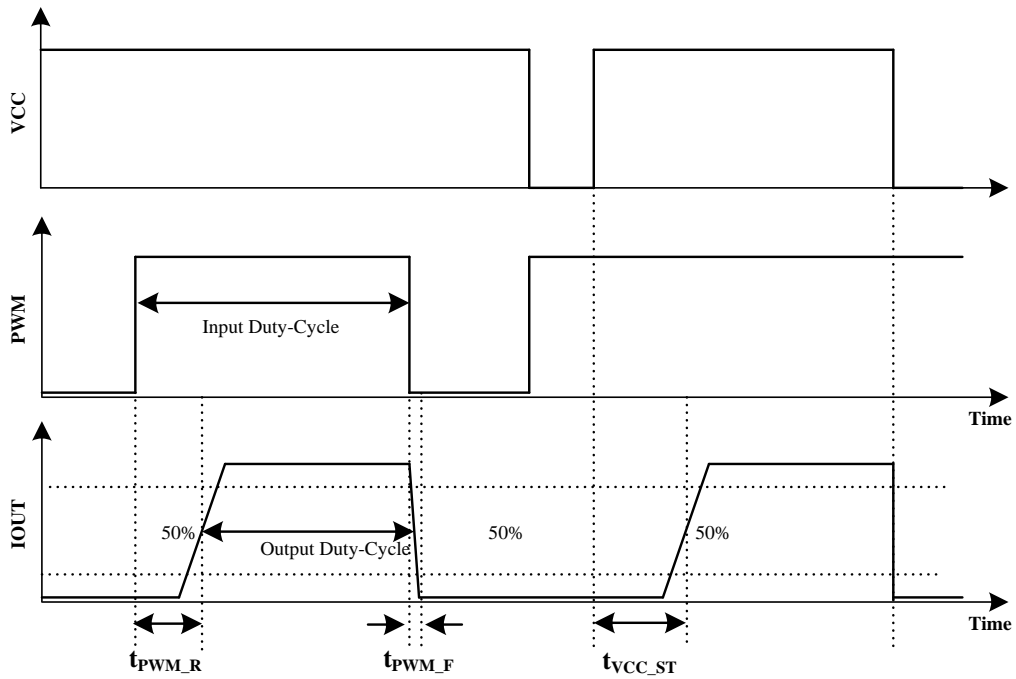 VCC
PWM
Input Duty-Cycle
Time
IOUT
50%
50%
50%
Output Duty-Cycle
Time
tPWM_R
tPWM_F
tVCC_ST